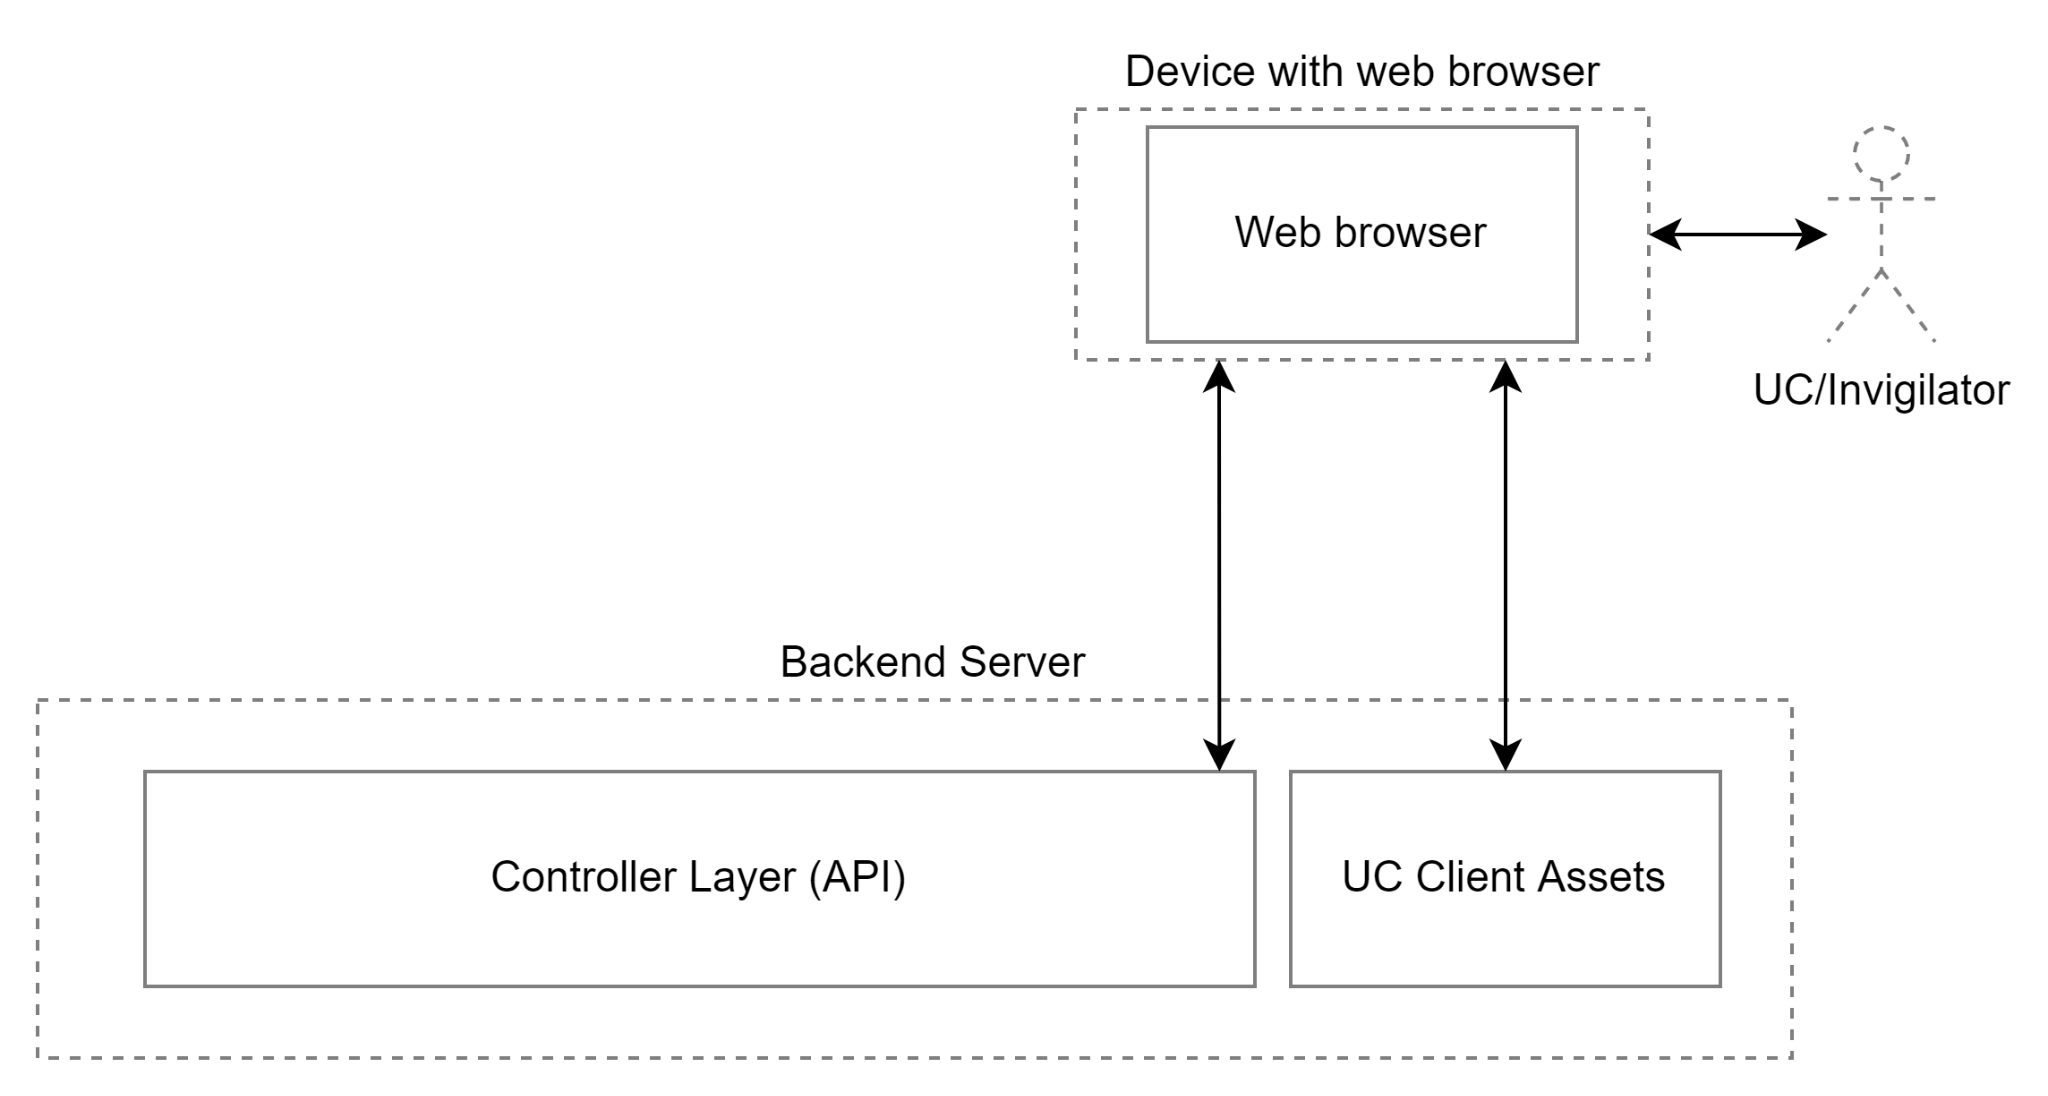 Device with web browser
Web browser
UC/Invigilator
Backend Server
Controller Layer (API)
UC Client Assets